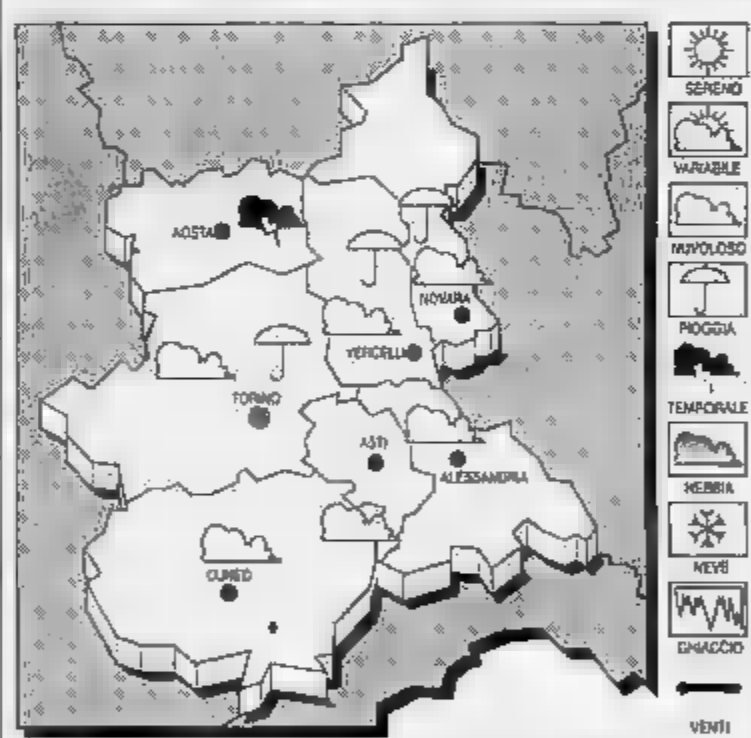 AOSTA
NOVARA
VERCELLI
TORINO
ASTI
ALESSANDRIA
CUNEO
SERENO
VARIABILE
NUVOLOSO
PIOGGIA
TEMPORALE
NEBBIA
NEVE
GHIACCIO
VENTI